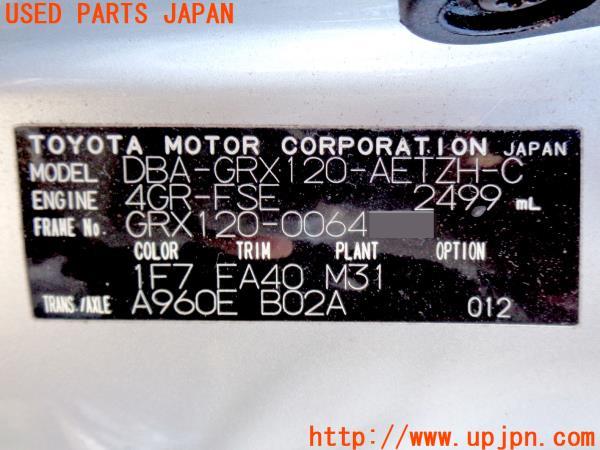 USED PARTS JAPAN
TOYOTA MOTOR CORPORATION JAPAN
MODEL DBA-GRX120-AETZH-C
ENGINE 4GR-FSE 2499 mL
FRAME No. GRX120-0064
COLOR TRIM PLANT OPTION
1F7 EA40 M31
TRANS./AXLE A960E B02A 012
http://www.upjpn.com/